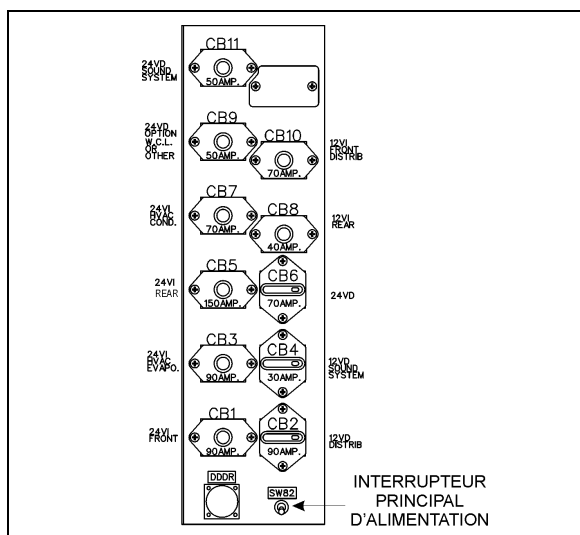 CB11
24VD
SOUND
SYSTEM
50AMP.
CB9
24VD
OPTION
W.C.L.
OR
OTHER
50AMP.
CB10
12VI
FRONT
DISTRIB
70AMP.
CB7
24VI
HVAC
COND.
70AMP.
CB8
12VI
REAR
40AMP.
CB5
24VI
REAR
150AMP.
CB6
24VD
70AMP.
CB3
24VI
HVAC
EVAPO.
90AMP.
CB4
12VD
SOUND
SYSTEM
30AMP.
CB1
24VI
FRONT
90AMP.
CB2
12VD
DISTRIB
90AMP.
DDDR
SW82
INTERRUPTEUR
PRINCIPAL
D'ALIMENTATION